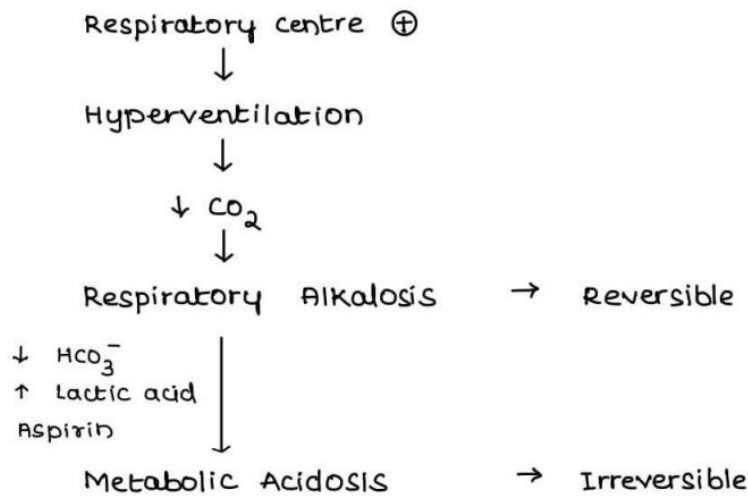 Respiratory centre ⊕
↓
Hyperventilation
↓
↓ CO₂
↓
Respiratory Alkalosis → Reversible
↓ HCO₃⁻
↑ Lactic acid
Aspirin
Metabolic Acidosis → Irreversible